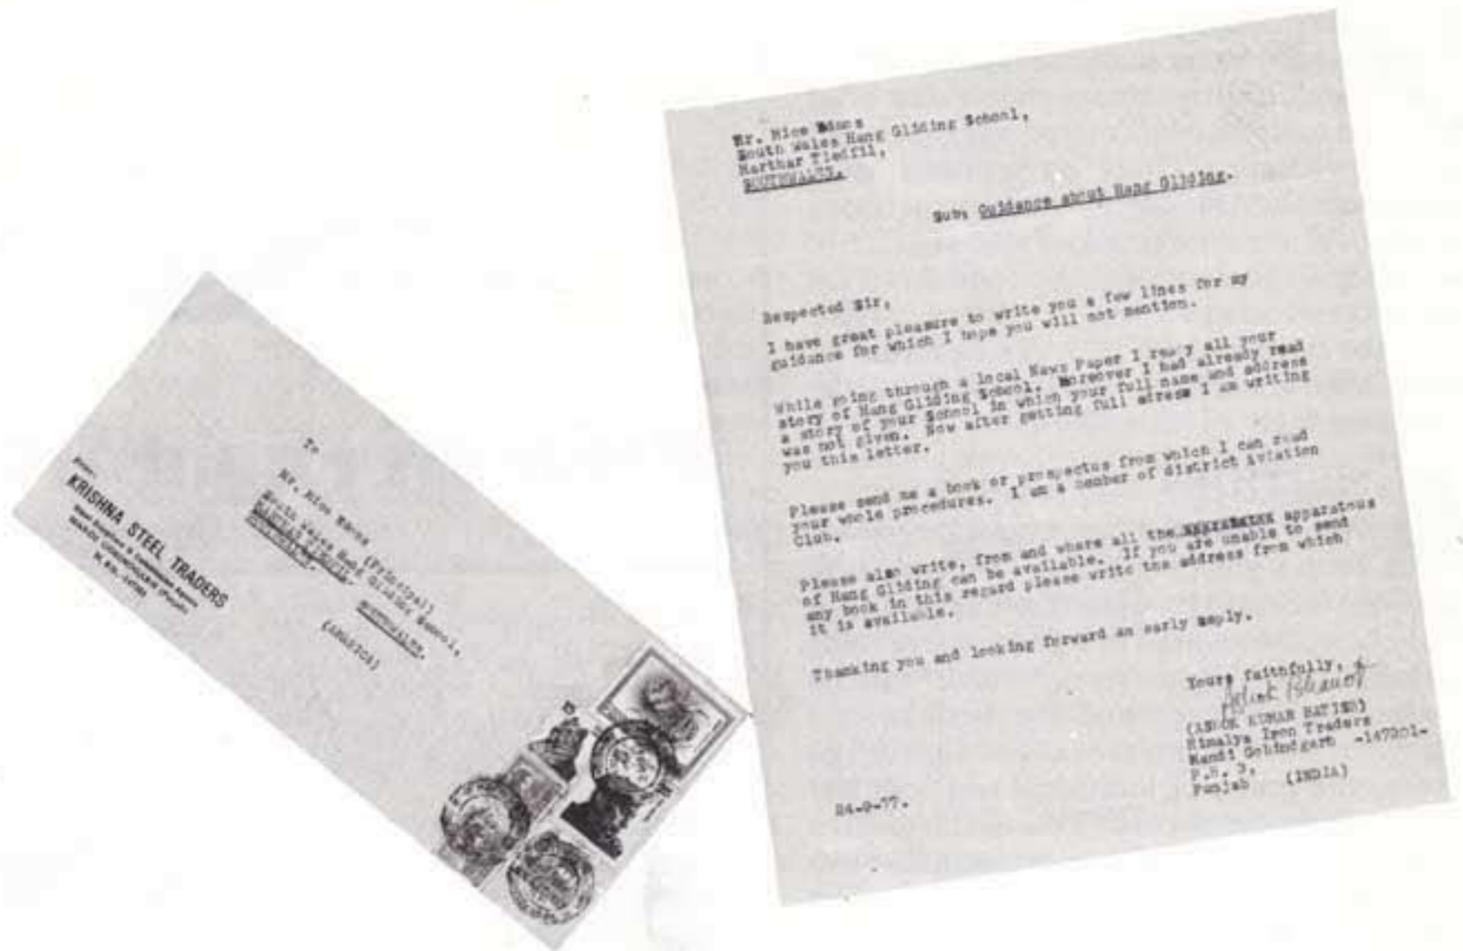 Mr. Rice
South Wales Hang Gliding School,
Marthar Tiedfil,
SOUTHWALES.
Sub: Guidance about Hang Gliding.
Respected Sir,
I have great pleasure to write you a few lines for my
guidance for which I hope you will not mention.
While going through a local News Paper I all your
story of Hang Gliding School. Moreover I had already read
a story of your School in which your full name and address
was not given. Now after getting full adress I am writing
you this letter.
Please send me a book or prospectus from which I can read
your whole procedures. I am a member of district Aviation
Club.
Please also write, from and where all the apparatous
of Hang Gliding can be available. If you are unable to send
any book in this regard please write the address from which
it is available.
Thanking you and looking forward an early Reply.
Yours faithfully,
(ASHOK KUMAR
Himalya Iron Traders
Mandi Gobindgarh -147301-
P.B. 3,
Punjab (INDIA)
24-9-77.
To
Mr. (Principal)
South Wales Hang Gliding School,
SOUTHWALES.
(AMERICA)
KRISHNA STEEL TRADERS
MANDI GOBINDGARH (Punjab)